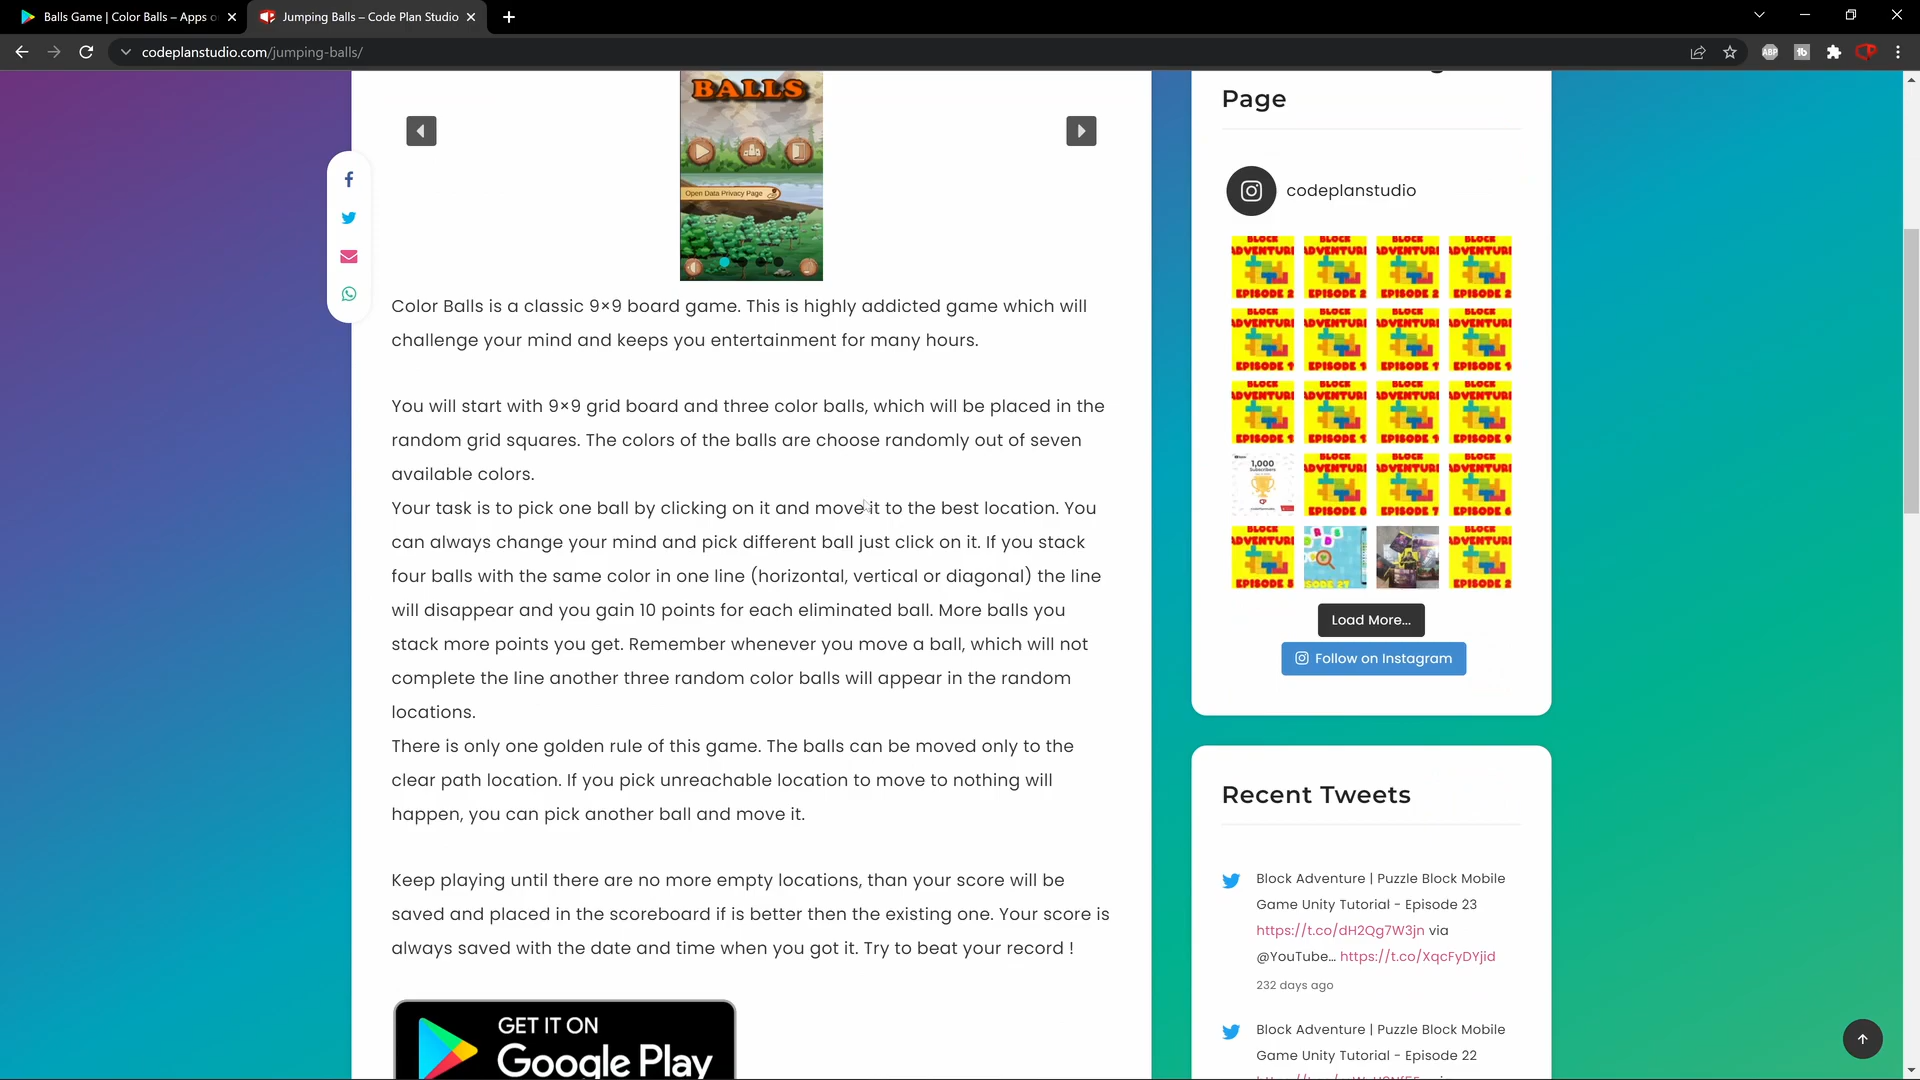 Balls Game | Color Balls – Apps o
Jumping Balls – Code Plan Studio
codeplanstudio.com/jumping-balls/
ABP
tb
BALLS
Open Data Privacy Page
Color Balls is a classic 9×9 board game. This is highly addicted game which will
challenge your mind and keeps you entertainment for many hours.
You will start with 9×9 grid board and three color balls, which will be placed in the
random grid squares. The colors of the balls are choose randomly out of seven
available colors.
Your task is to pick one ball by clicking on it and move it to the best location. You
can always change your mind and pick different ball just click on it. If you stack
four balls with the same color in one line (horizontal, vertical or diagonal) the line
will disappear and you gain 10 points for each eliminated ball. More balls you
stack more points you get. Remember whenever you move a ball, which will not
complete the line another three random color balls will appear in the random
locations.
There is only one golden rule of this game. The balls can be moved only to the
clear path location. If you pick unreachable location to move to nothing will
happen, you can pick another ball and move it.
Keep playing until there are no more empty locations, than your score will be
saved and placed in the scoreboard if is better then the existing one. Your score is
always saved with the date and time when you got it. Try to beat your record !
GET IT ON
Google Play
Page
codeplanstudio
1,000
Load More...
Follow on Instagram
Recent Tweets
Block Adventure | Puzzle Block Mobile
Game Unity Tutorial - Episode 23
https://t.co/dH2Qg7W3jn via
@YouTube… https://t.co/XqcFyDYjid
232 days ago
Block Adventure | Puzzle Block Mobile
Game Unity Tutorial - Episode 22